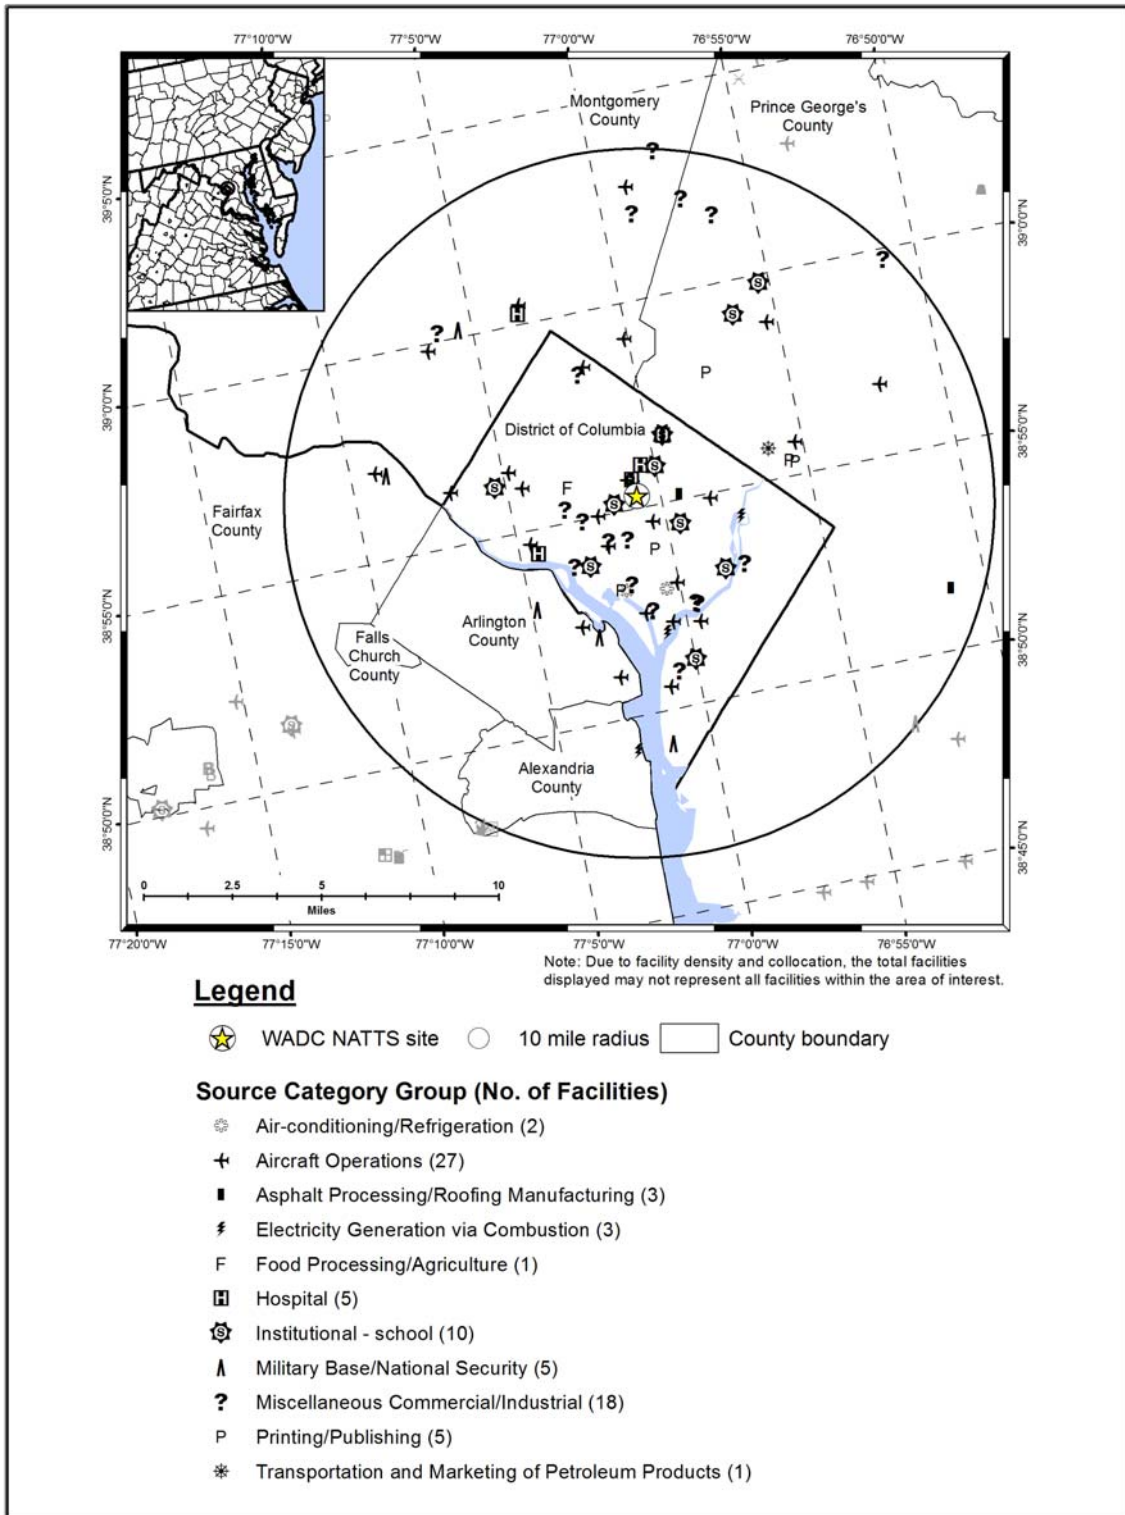 77°10'0"W 77°5'0"W 77°0'0"W 76°55'0"W 76°50'0"W
Montgomery
County
Prince George's
County
39°5'0"N
39°0'0"N
39°0'0"N
38°55'0"N
District of Columbia
Fairfax
County
38°55'0"N
38°50'0"N
Arlington
County
Falls
Church
County
Alexandria
County
38°50'0"N
38°45'0"N
0 2.5 5 10
Miles
77°20'0"W 77°15'0"W 77°10'0"W 77°5'0"W 77°0'0"W 76°55'0"W
Note: Due to facility density and collocation, the total facilities
displayed may not represent all facilities within the area of interest.
Legend
WADC NATTS site 10 mile radius County boundary
Source Category Group (No. of Facilities)
Air-conditioning/Refrigeration (2)
Aircraft Operations (27)
Asphalt Processing/Roofing Manufacturing (3)
Electricity Generation via Combustion (3)
F Food Processing/Agriculture (1)
H Hospital (5)
S Institutional - school (10)
Military Base/National Security (5)
? Miscellaneous Commercial/Industrial (18)
P Printing/Publishing (5)
Transportation and Marketing of Petroleum Products (1)